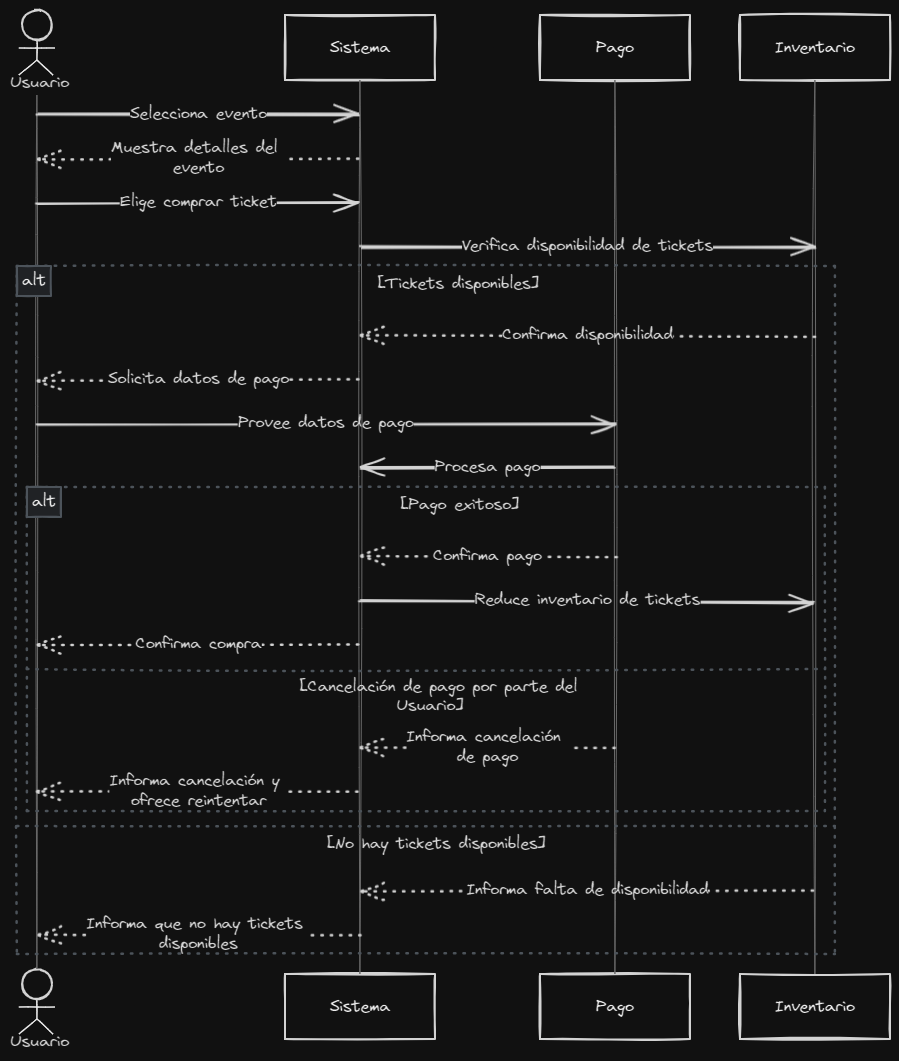 Usuario
Sistema
Pago
Inventario
Selecciona evento
Muestra detalles del
evento
Elige comprar ticket
Verifica disponibilidad de tickets
alt
[Tickets disponibles]
Confirma disponibilidad
Solicita datos de pago
Provee datos de pago
Procesa pago
alt
[Pago exitoso]
Confirma pago
Reduce inventario de tickets
Confirma compra
[Cancelación de pago por parte del
Usuario]
Informa cancelación
de pago
Informa cancelación y
ofrece reintentar
[No hay tickets disponibles]
Informa falta de disponibilidad
Informa que no hay tickets
disponibles
Usuario
Sistema
Pago
Inventario